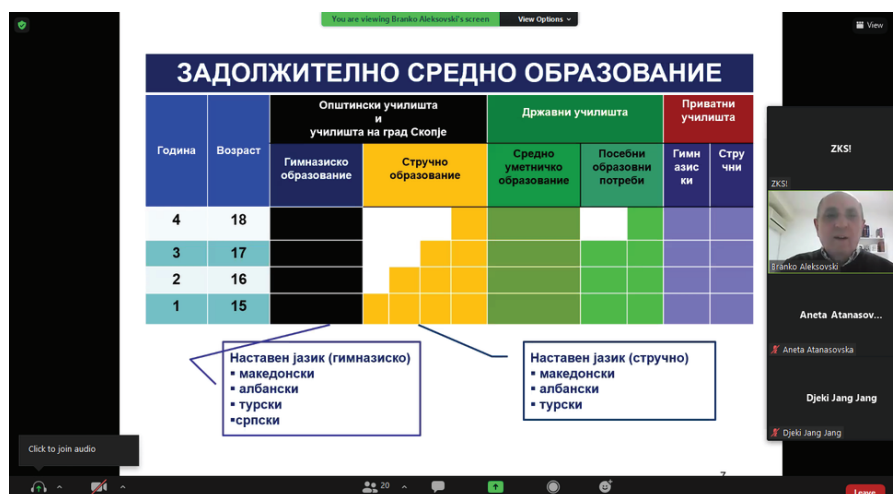 You are viewing Branko Aleksovski's screen
View Options
View
ЗАДОЛЖИТЕЛНО СРЕДНО ОБРАЗОВАНИЕ
Година
Возраст
Општински училишта
и
училишта на град Скопје
Државни училишта
Приватни
училишта
Гимназиско
образование
Стручно
образование
Средно
уметничко
образование
Посебни
образовни
потреби
Гимн
азис
ки
Стру
чни
4 18
3 17
2 16
1 15
Наставен јазик (гимназиско)
▪ македонски
▪ албански
▪ турски
▪српски
Наставен јазик (стручно)
▪ македонски
▪ албански
▪ турски
7
ZKS!
ZKS!
Branko Aleksovski
Aneta Atanasov...
Aneta Atanasovska
Djeki Jang Jang
Djeki Jang Jang
Click to join audio
20
Leave